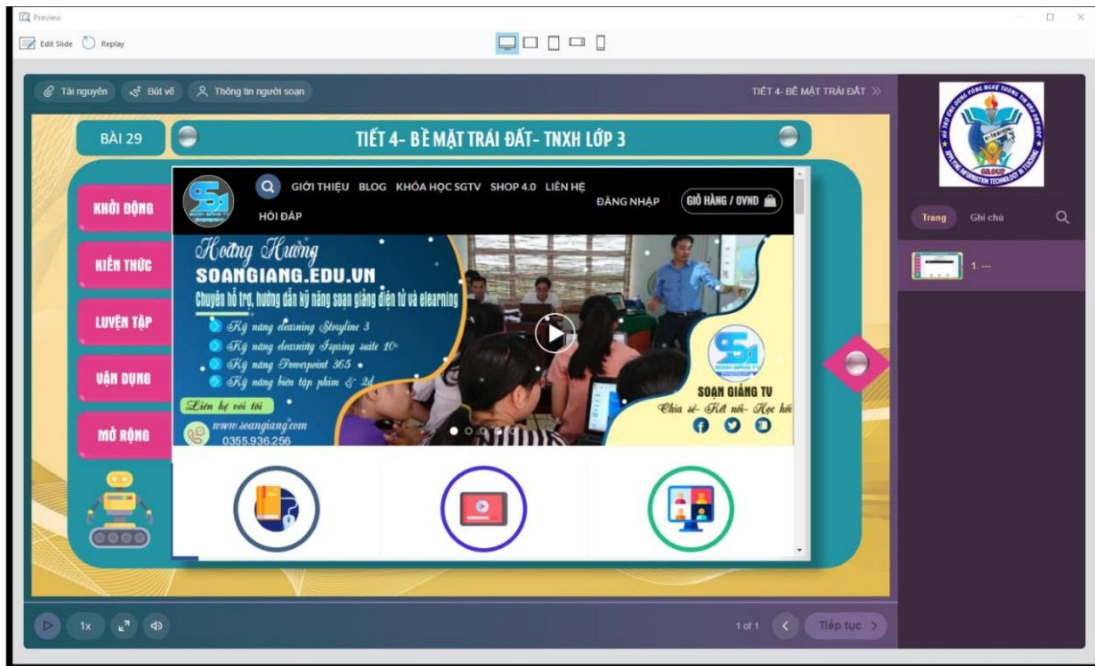 Preview
Edit Slide Replay
Tài nguyên Bút vẽ Thông tin người soạn TIẾT 4- BỀ MẶT TRÁI ĐẤT
BÀI 29
TIẾT 4- BỀ MẶT TRÁI ĐẤT- TNXH LỚP 3
KHỞI ĐỘNG
KIẾN THỨC
LUYỆN TẬP
VẬN DỤNG
MỞ RỘNG
GIỚI THIỆU BLOG KHÓA HỌC SGTV SHOP 4.0 LIÊN HỆ
HỎI ĐÁP
ĐĂNG NHẬP
GIỎ HÀNG / 0VND
Hoàng Hường
SOANGIANG.EDU.VN
Chuyên hỗ trợ, hướng dẫn kỹ năng soạn giảng điện tử và elearning
Kỹ năng elearning Storyline 3
Kỹ năng elearning Ispring suite 10
Kỹ năng Powerpoint 365
Kỹ năng biên tập phim & 2d
Liên hệ với tôi
www.soangiang.com
0355.936.256
SOẠN GIẢNG TV
Chia sẻ- Kết nối- Học hỏi
Trang Ghi chú
1. ---
1x
1 of 1
Tiếp tục
e-learning
GROUP